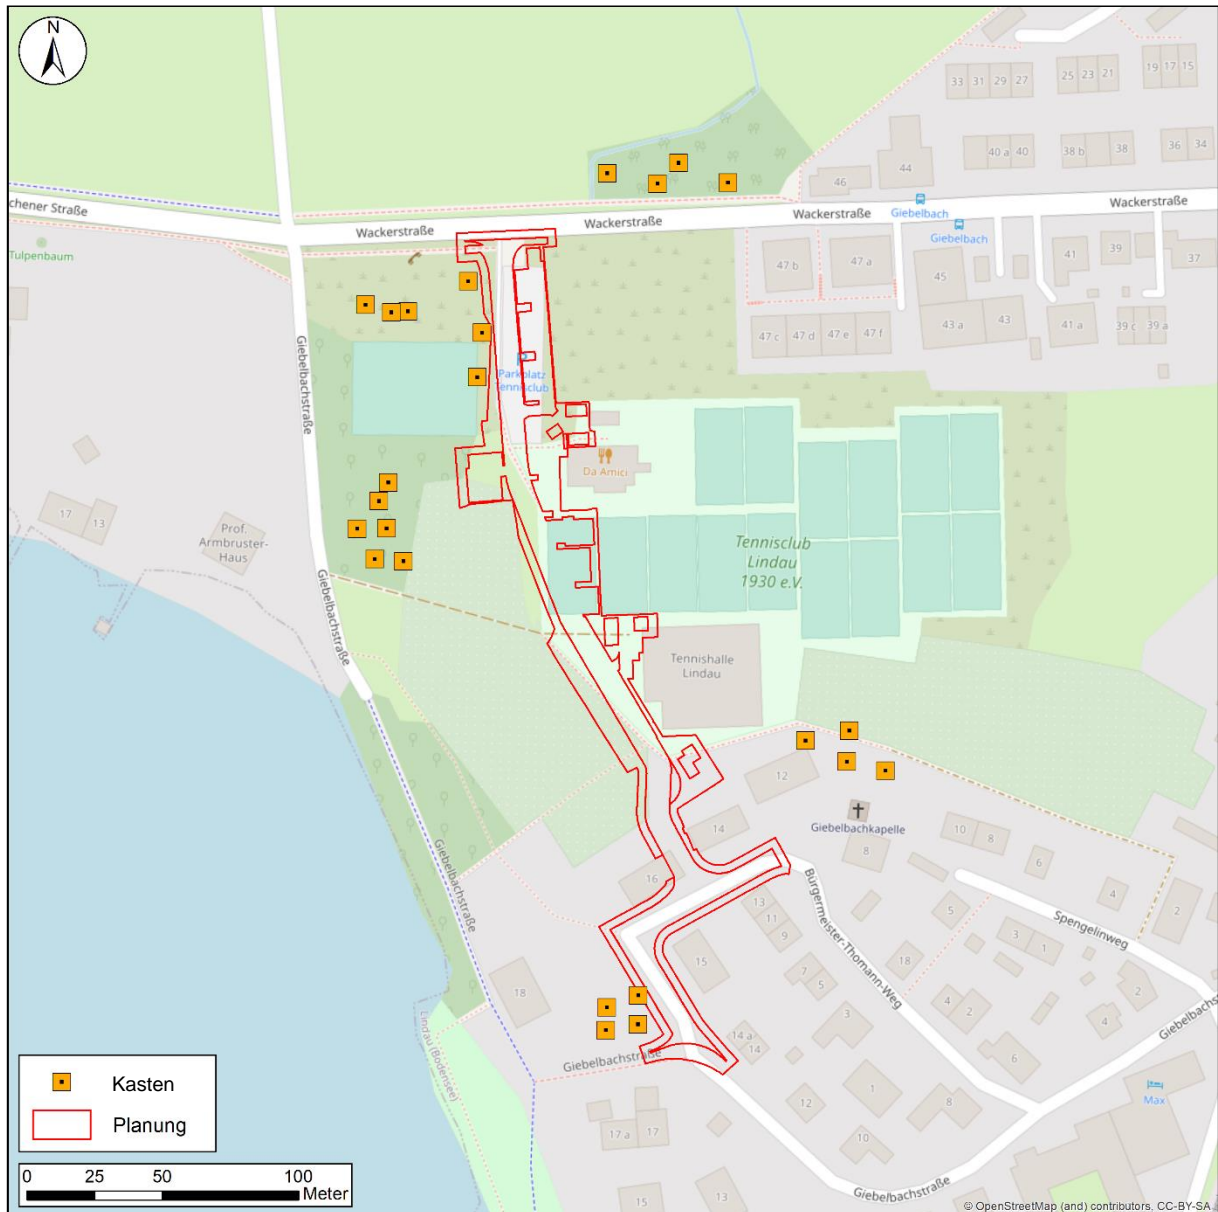 N
33 31 29 27
25 23 21
19 17 15
40 a 40
38 b 38
36 34
44
46
Giebelbach
Giebelbach
chener Straße
Wackerstraße
Wackerstraße
Wackerstraße
Wackerstraße
Tulpenbaum
47 b
47 a
45
41
39
37
43 a
43
41 a
39 c
39 a
47 c
47 d
47 e
47 f
Giebelbachstraße
Parkplatz
Tennisclub
Da Amici
17
13
Prof.
Armbruster-
Haus
Tennisclub
Lindau
1930 e.V.
Giebelbachstraße
Tennishalle
Lindau
12
Giebelbachkapelle
14
8
10
8
6
4
2
16
Giebelbachstraße
13
11
9
Bürgermeister-Thomann-Weg
5
3
1
Spengelinweg
18
15
7
5
18
4
2
2
4
3
Giebelbachs
Lindau (Bodensee)
14 a
14
Giebelbachstraße
6
1
8
Max
12
17 a
17
10
15
13
Giebelbachstraße
Kasten
Planung
0 25 50 100
Meter
© OpenStreetMap (and) contributors, CC-BY-SA